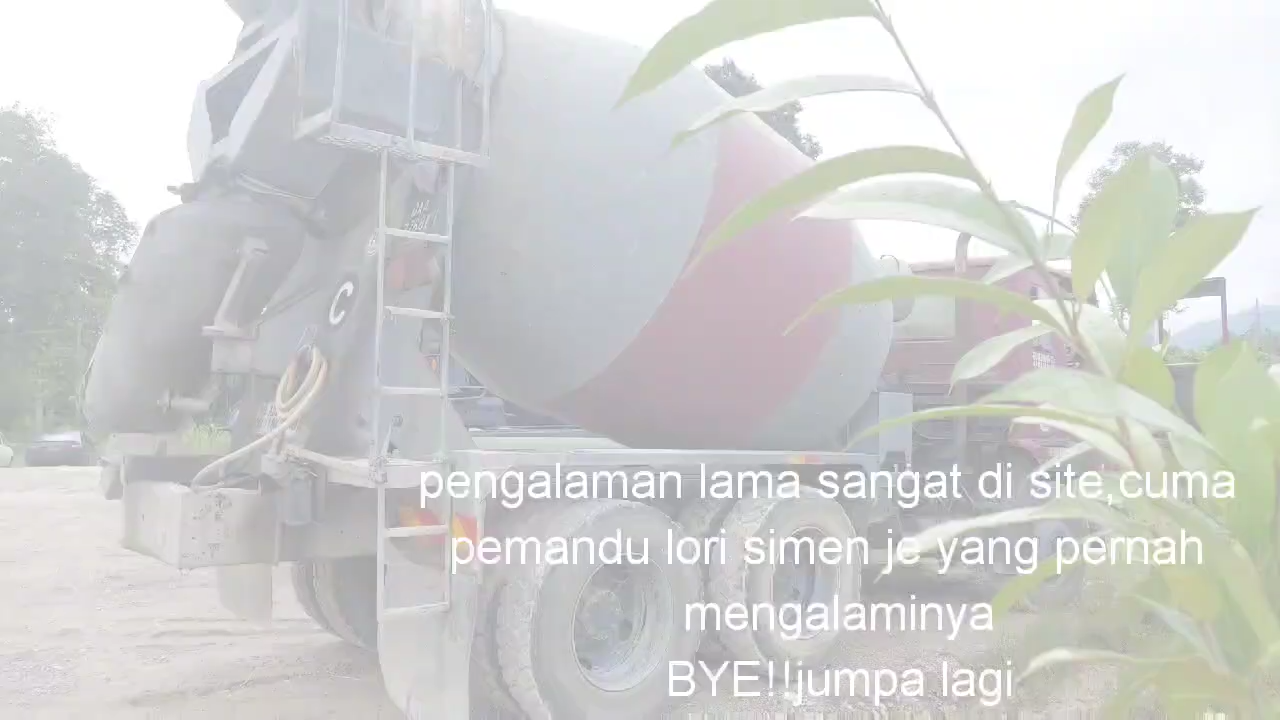 C
pengalaman lama sangat di site,cuma
pemandu lori simen je yang pernah
mengalaminya
BYE!!jumpa lagi